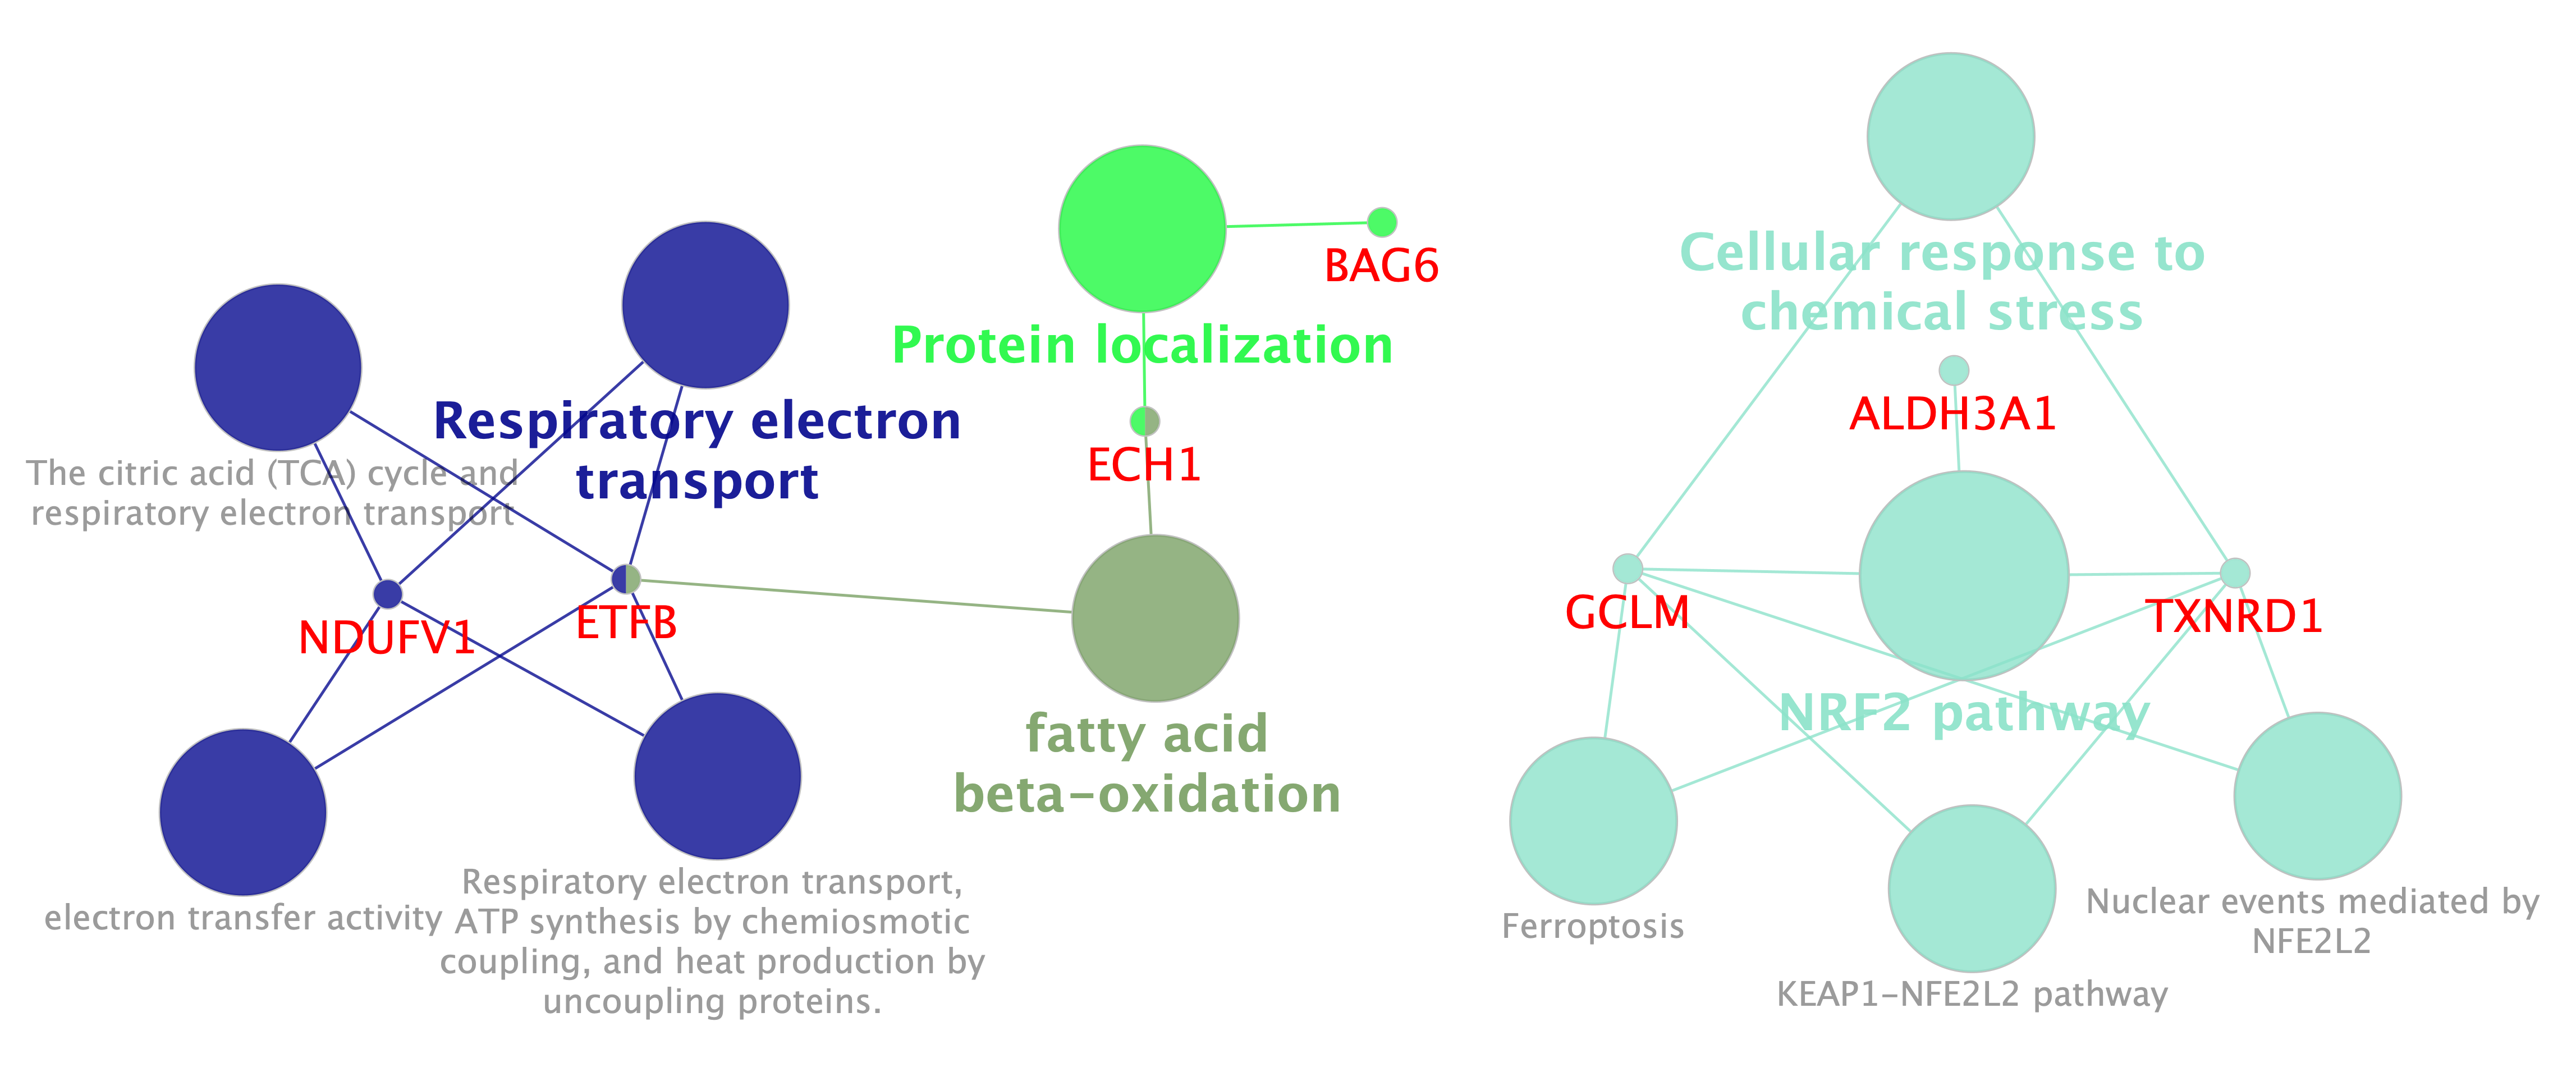 The citric acid (TCA) cycle and
respiratory electron transport
Respiratory electron
transport
NDUFV1
ETFB
electron transfer activity
Respiratory electron transport,
ATP synthesis by chemiosmotic
coupling, and heat production by
uncoupling proteins.
BAG6
Protein localization
ECH1
fatty acid
beta-oxidation
Cellular response to
chemical stress
ALDH3A1
GCLM
TXNRD1
NRF2 pathway
Ferroptosis
KEAP1-NFE2L2 pathway
Nuclear events mediated by
NFE2L2